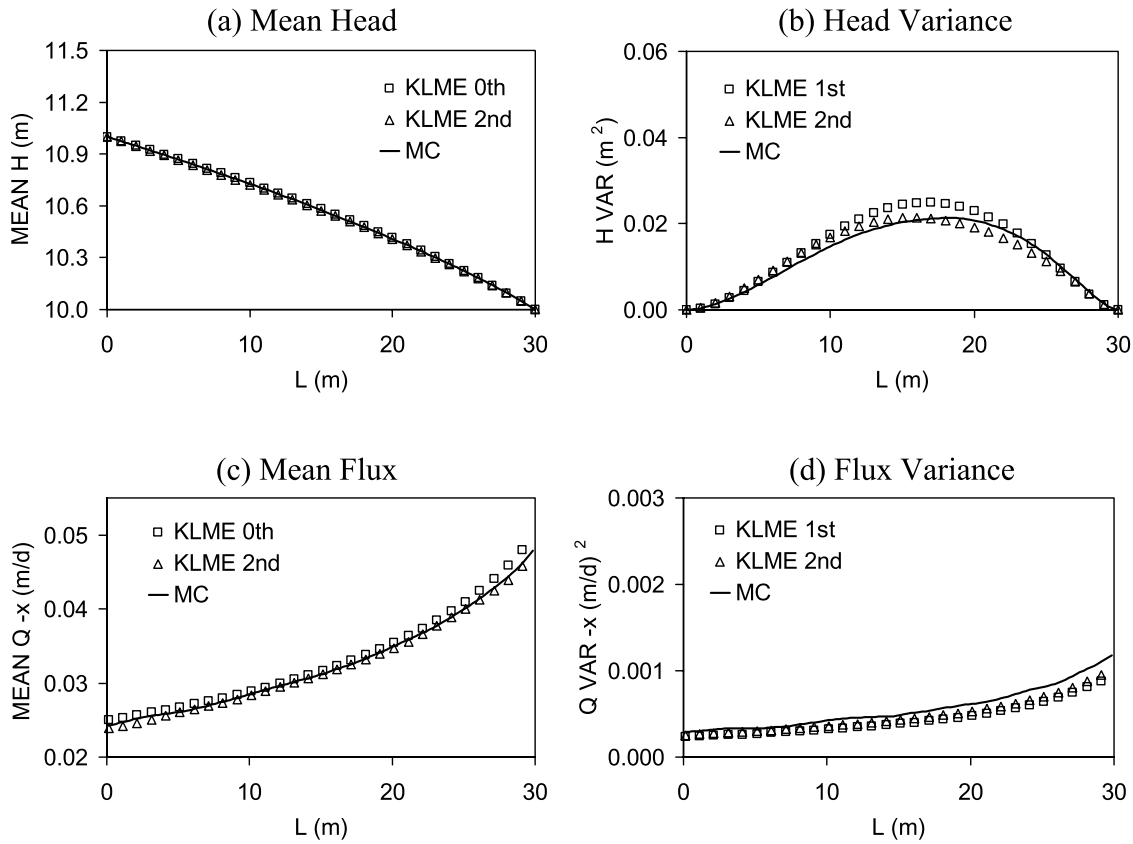 (a) Mean Head
MEAN H (m)
11.5
11.2
10.9
10.6
10.3
10.0
KLME 0th
KLME 2nd
MC
0 10 20 30
L (m)
(b) Head Variance
H VAR (m 2)
0.06
0.04
0.02
0.00
KLME 1st
KLME 2nd
MC
0 10 20 30
L (m)
(c) Mean Flux
MEAN Q -x (m/d)
0.05
0.04
0.03
0.02
KLME 0th
KLME 2nd
MC
0 10 20 30
L (m)
(d) Flux Variance
Q VAR -x (m/d) 2
0.003
0.002
0.001
0.000
KLME 1st
KLME 2nd
MC
0 10 20 30
L (m)